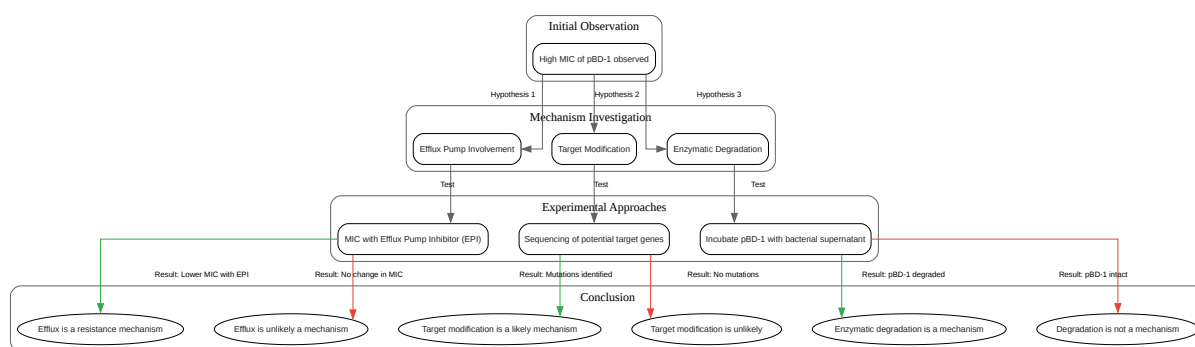 Initial Observation
High MIC of pBD-1 observed
Hypothesis 1
Hypothesis 2
Hypothesis 3
Mechanism Investigation
Efflux Pump Involvement
Target Modification
Enzymatic Degradation
Test
Test
Test
Experimental Approaches
MIC with Efflux Pump Inhibitor (EPI)
Sequencing of potential target genes
Incubate pBD-1 with bacterial supernatant
Result: Lower MIC with EPI
Result: No change in MIC
Result: Mutations identified
Result: No mutations
Result: pBD-1 degraded
Result: pBD-1 intact
Conclusion
Efflux is a resistance mechanism
Efflux is unlikely a mechanism
Target modification is a likely mechanism
Target modification is unlikely
Enzymatic degradation is a mechanism
Degradation is not a mechanism